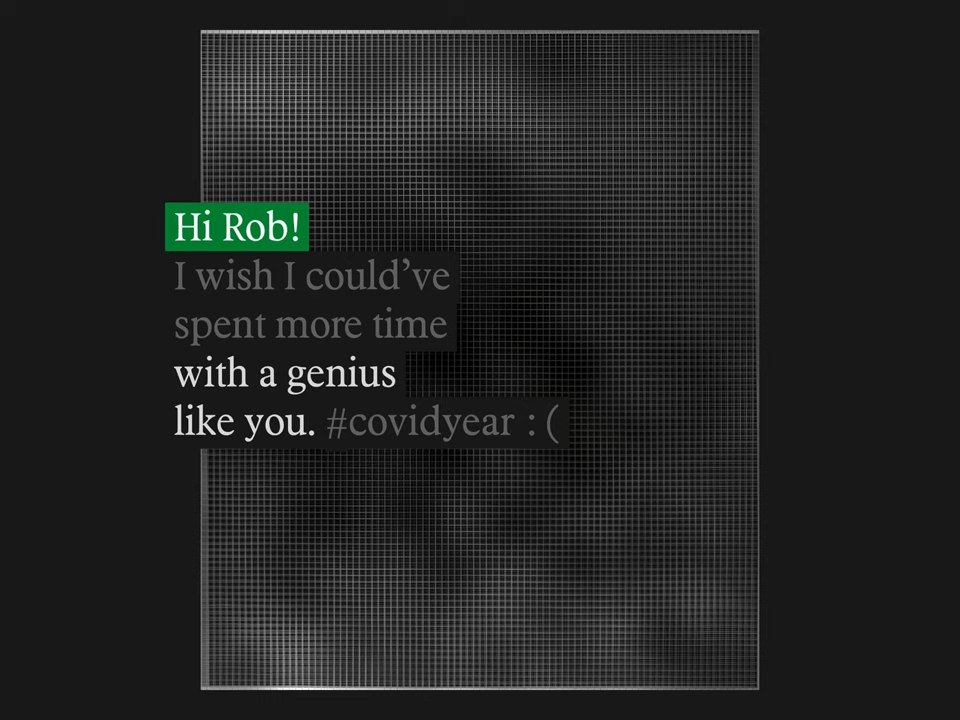 Hi Rob!
I wish I could’ve
spent more time
with a genius
like you. #covidyear : (